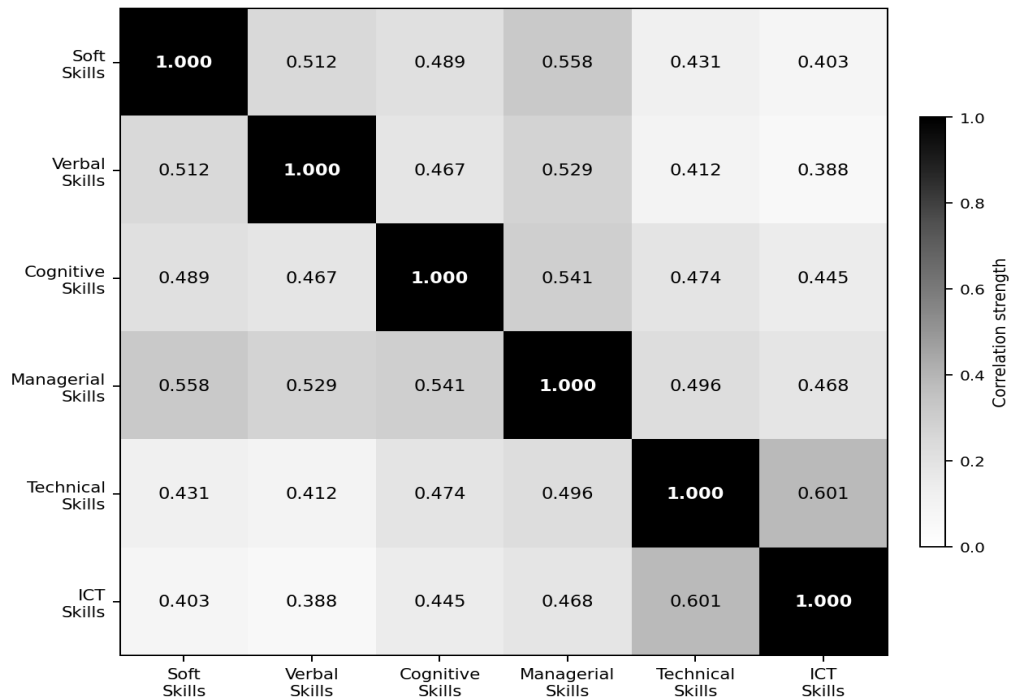 Soft
Skills
1.000 0.512 0.489 0.558 0.431 0.403
Verbal
Skills
0.512 1.000 0.467 0.529 0.412 0.388
Cognitive
Skills
0.489 0.467 1.000 0.541 0.474 0.445
Managerial
Skills
0.558 0.529 0.541 1.000 0.496 0.468
Technical
Skills
0.431 0.412 0.474 0.496 1.000 0.601
ICT
Skills
0.403 0.388 0.445 0.468 0.601 1.000
Soft Verbal Cognitive Managerial Technical ICT
Skills Skills Skills Skills Skills Skills
1.0
0.8
0.6
0.4
0.2
0.0
Correlation strength